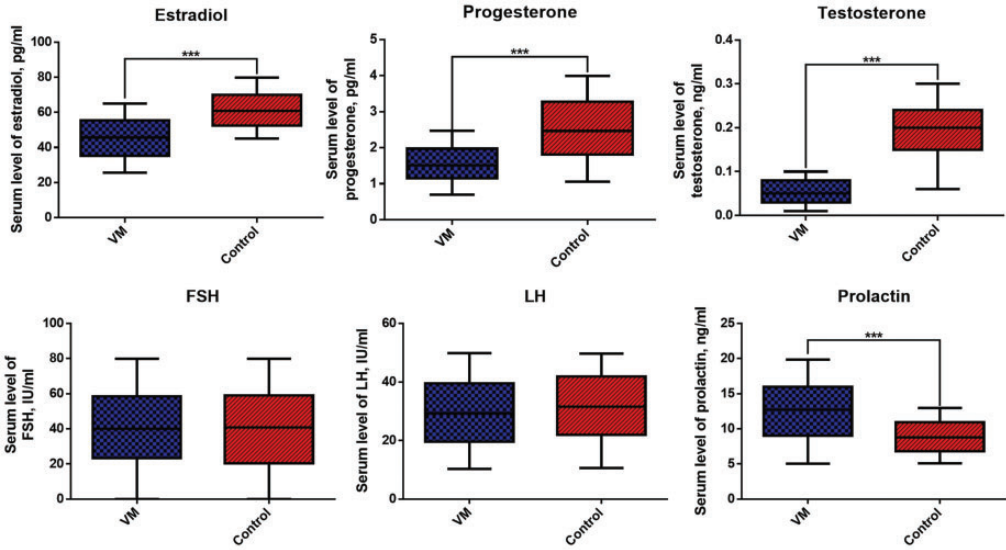 Estradiol
Serum level of estradiol, pg/ml
100
80
60
40
20
0
***
VM
Control
Progesterone
Serum level of
progesterone, pg/ml
5
4
3
2
1
0
***
VM
Control
Testosterone
Serum level of
testosterone, ng/ml
0.4
0.3
0.2
0.1
0.0
***
VM
Control
FSH
Serum level of
FSH, IU/ml
100
80
60
40
20
0
VM
Control
LH
Serum level of LH, IU/ml
60
40
20
0
VM
Control
Prolactin
Serum level of prolactin, ng/ml
25
20
15
10
5
0
***
VM
Control